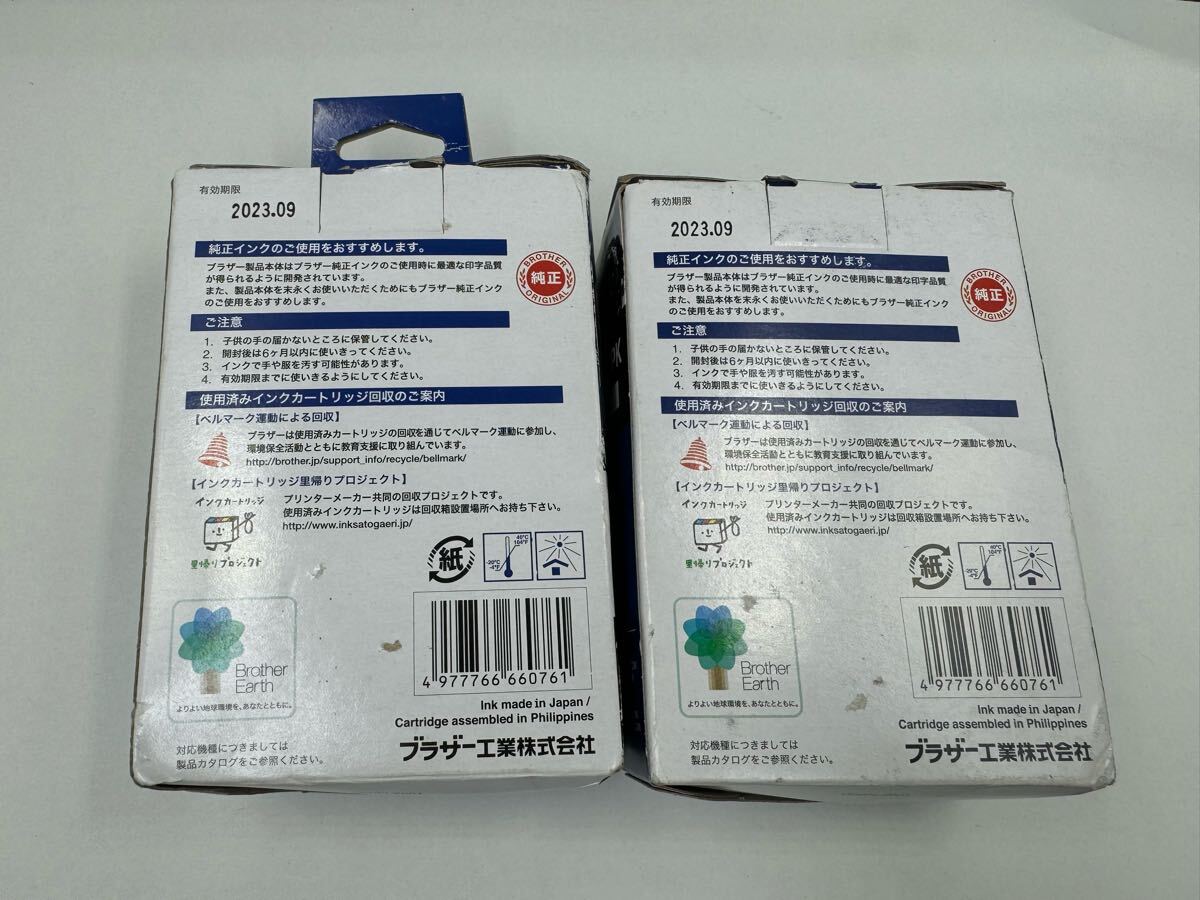 有効期限
2023.09
純正インクのご使用をおすすめします。
ブラザー製品本体はブラザー純正インクのご使用時に最適な印字品質
が得られるように開発されています。
また、製品本体を末永くお使いいただくためにもブラザー純正インク
のご使用をおすすめします。
BROTHER
純正
ORIGINAL
ご注意
1. 子供の手の届かないところに保管してください。
2. 開封後は6ヶ月以内に使いきってください。
3. インクで手や服を汚す可能性があります。
4. 有効期限までに使いきるようにしてください。
使用済みインクカートリッジ回収のご案内
【ベルマーク運動による回収】
ブラザーは使用済みカートリッジの回収を通じてベルマーク運動に参加し、
環境保全活動とともに教育支援に取り組んでいます。
http://brother.jp/support_info/recycle/bellmark/
【インクカートリッジ里帰りプロジェクト】
インクカートリッジ
里帰りプロジェクト
プリンターメーカー共同の回収プロジェクトです。
使用済みインクカートリッジは回収箱設置場所へお持ち下さい。
http://www.inksatogaeri.jp/
紙
40℃
104°F
-20℃
-4°F
Brother
Earth
よりよい地球環境を、あなたとともに。
4 977766 660761
Ink made in Japan /
Cartridge assembled in Philippines
ブラザー工業株式会社
対応機種につきましては
製品カタログをご参照ください。
有効期限
2023.09
純正インクのご使用をおすすめします。
ブラザー製品本体はブラザー純正インクのご使用時に最適な印字品質
が得られるように開発されています。
また、製品本体を末永くお使いいただくためにもブラザー純正インク
のご使用をおすすめします。
BROTHER
純正
ORIGINAL
ご注意
1. 子供の手の届かないところに保管してください。
2. 開封後は6ヶ月以内に使いきってください。
3. インクで手や服を汚す可能性があります。
4. 有効期限までに使いきるようにしてください。
使用済みインクカートリッジ回収のご案内
【ベルマーク運動による回収】
ブラザーは使用済みカートリッジの回収を通じてベルマーク運動に参加し、
環境保全活動とともに教育支援に取り組んでいます。
http://brother.jp/support_info/recycle/bellmark/
【インクカートリッジ里帰りプロジェクト】
インクカートリッジ
里帰りプロジェクト
プリンターメーカー共同の回収プロジェクトです。
使用済みインクカートリッジは回収箱設置場所へお持ち下さい。
http://www.inksatogaeri.jp/
紙
40℃
104°F
-20℃
-4°F
Brother
Earth
よりよい地球環境を、あなたとともに。
4 977766 660761
Ink made in Japan /
Cartridge assembled in Philippines
ブラザー工業株式会社
対応機種につきましては
製品カタログをご参照ください。